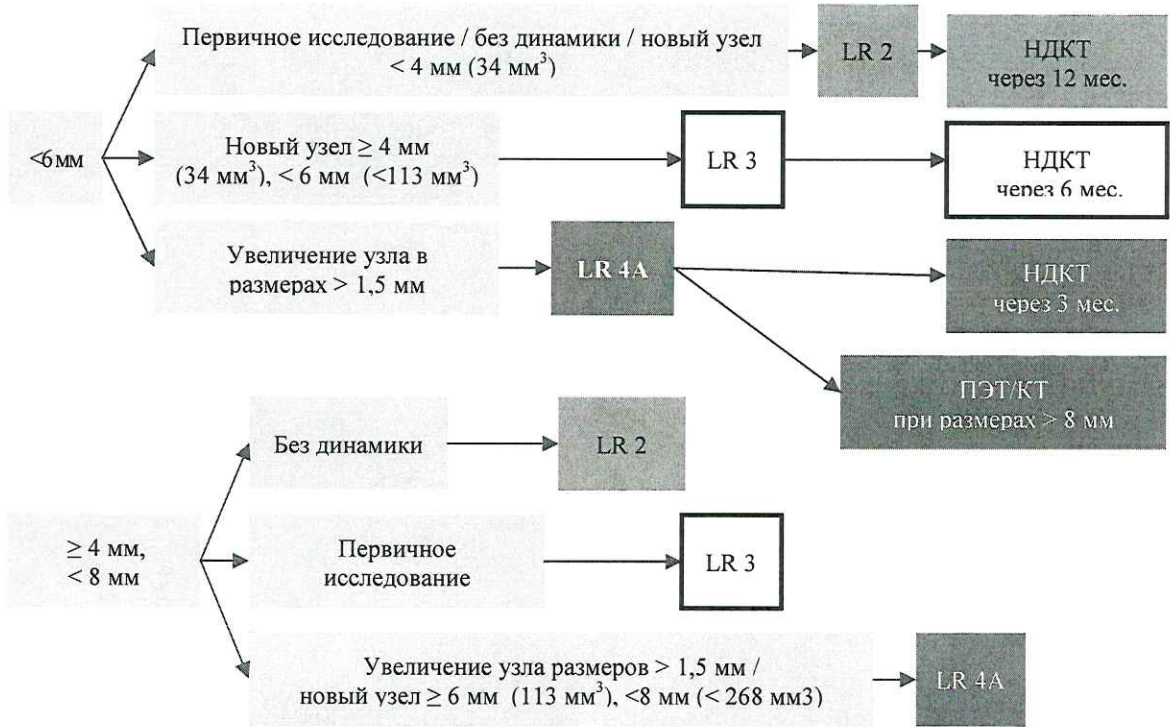 Первичное исследование / без динамики / новый узел
< 4 мм (34 мм³)
LR 2
НДКТ
через 12 мес.
<6мм
Новый узел ≥ 4 мм
(34 мм³), < 6 мм (<113 мм³)
LR 3
НДКТ
через 6 мес.
Увеличение узла в
размерах > 1,5 мм
LR 4A
НДКТ
через 3 мес.
ПЭТ/КТ
при размерах > 8 мм
Без динамики
LR 2
≥ 4 мм,
< 8 мм
Первичное
исследование
LR 3
Увеличение узла размеров > 1,5 мм /
новый узел ≥ 6 мм (113 мм³), <8 мм (< 268 мм3)
LR 4A